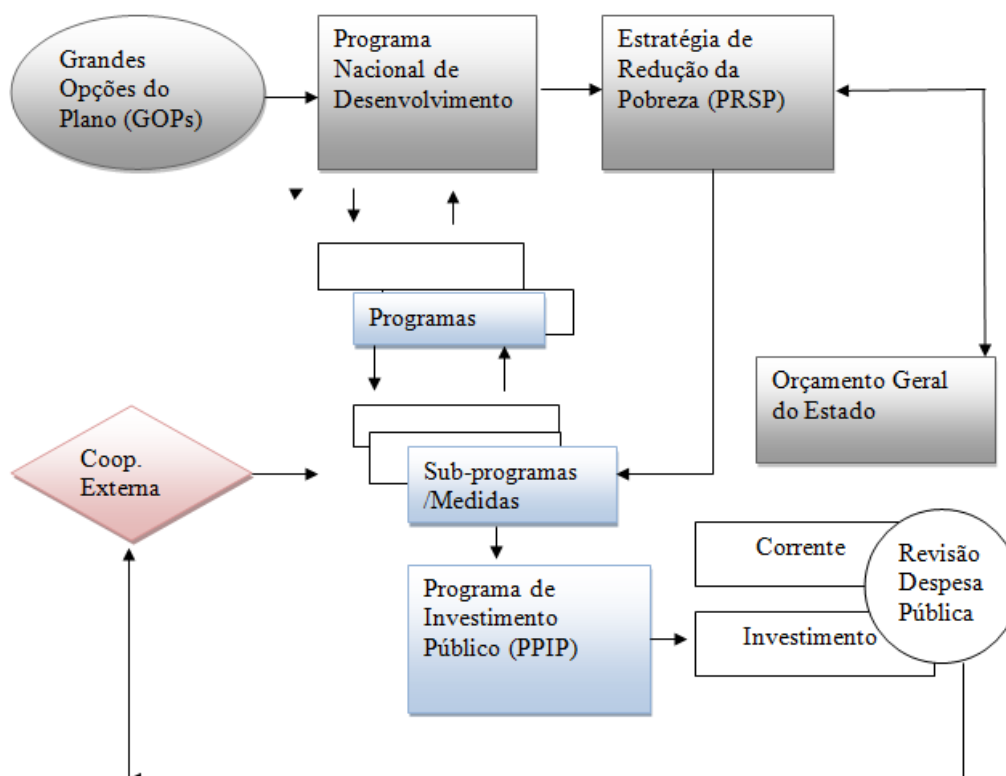 Grandes
Opções do
Plano (GOPs)
Programa
Nacional de
Desenvolvimento
Estratégia de
Redução da
Pobreza (PRSP)
Programas
Orçamento Geral
do Estado
Coop.
Externa
Sub-programas
/Medidas
Corrente
Revisão
Despesa
Pública
Programa de
Investimento
Público (PPIP)
Investimento